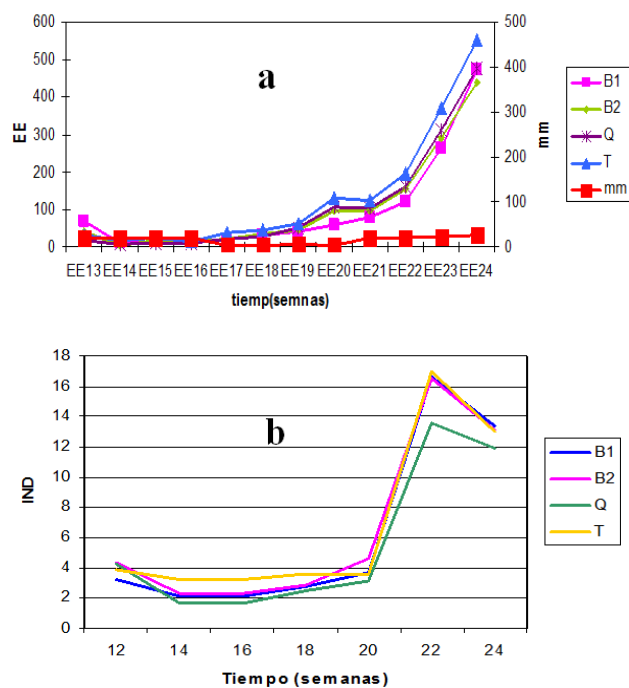 600
500
400
300
200
100
0
EE
a
500
400
300
200
100
0
mm
EE13 EE14 EE15 EE16 EE17 EE18 EE19 EE20 EE21 EE22 EE23 EE24
tiemp(semnas)
B1
B2
Q
T
mm
18
16
14
12
10
8
6
4
2
0
IND
b
12 14 16 18 20 22 24
Tiempo (semanas)
B1
B2
Q
T